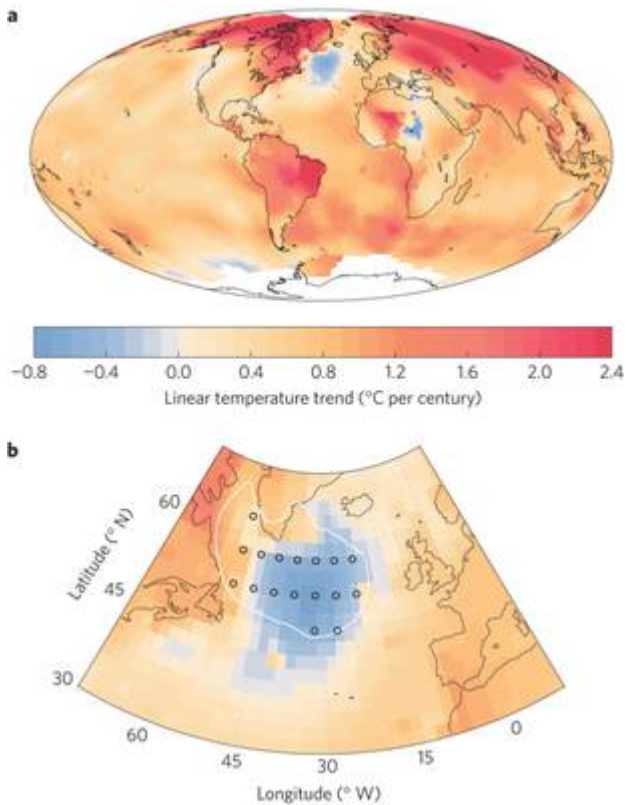 a
−0.8 −0.4 0.0 0.4 0.8 1.2 1.6 2.0 2.4
Linear temperature trend (°C per century)
b
60
45
30
Latitude (° N)
60
45
30
15
0
Longitude (° W)